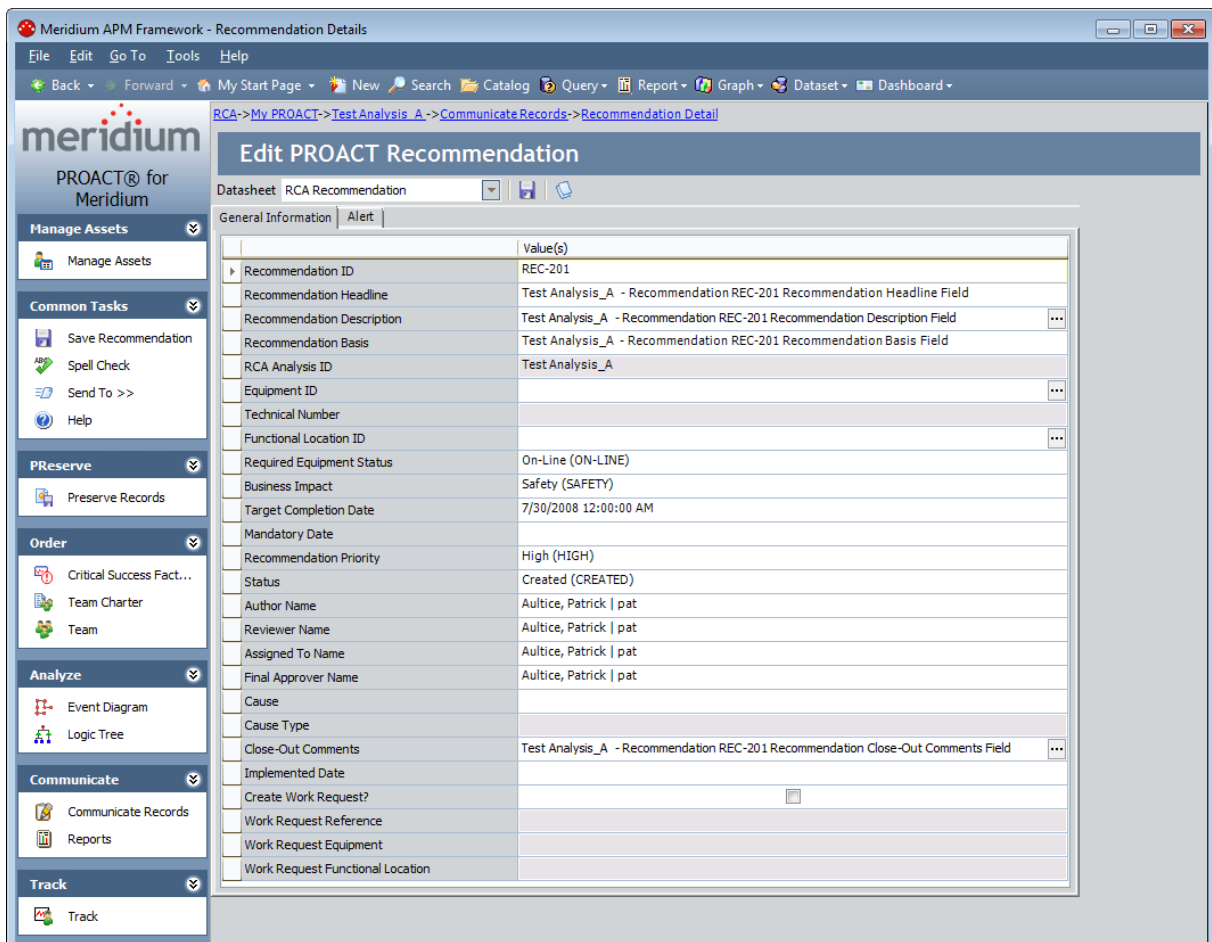 Meridium APM Framework - Recommendation Details
File Edit Go To Tools Help
Back Forward My Start Page New Search Catalog Query Report Graph Dataset Dashboard
meridium
PROACT® for
Meridium
Manage Assets
Manage Assets
Common Tasks
Save Recommendation
ABC
Spell Check
Send To >>
Help
PReserve
Preserve Records
Order
Critical Success Fact...
Team Charter
Team
Analyze
Event Diagram
Logic Tree
Communicate
Communicate Records
Reports
Track
Track
RCA->My PROACT->Test Analysis_A ->Communicate Records->Recommendation Detail
Edit PROACT Recommendation
Datasheet RCA Recommendation
General Information Alert
Value(s)
Recommendation ID REC-201
Recommendation Headline Test Analysis_A - Recommendation REC-201 Recommendation Headline Field
Recommendation Description Test Analysis_A - Recommendation REC-201 Recommendation Description Field ...
Recommendation Basis Test Analysis_A - Recommendation REC-201 Recommendation Basis Field
RCA Analysis ID Test Analysis_A
Equipment ID ...
Technical Number
Functional Location ID ...
Required Equipment Status On-Line (ON-LINE)
Business Impact Safety (SAFETY)
Target Completion Date 7/30/2008 12:00:00 AM
Mandatory Date
Recommendation Priority High (HIGH)
Status Created (CREATED)
Author Name Aultice, Patrick | pat
Reviewer Name Aultice, Patrick | pat
Assigned To Name Aultice, Patrick | pat
Final Approver Name Aultice, Patrick | pat
Cause
Cause Type
Close-Out Comments Test Analysis_A - Recommendation REC-201 Recommendation Close-Out Comments Field ...
Implemented Date
Create Work Request?
Work Request Reference
Work Request Equipment
Work Request Functional Location